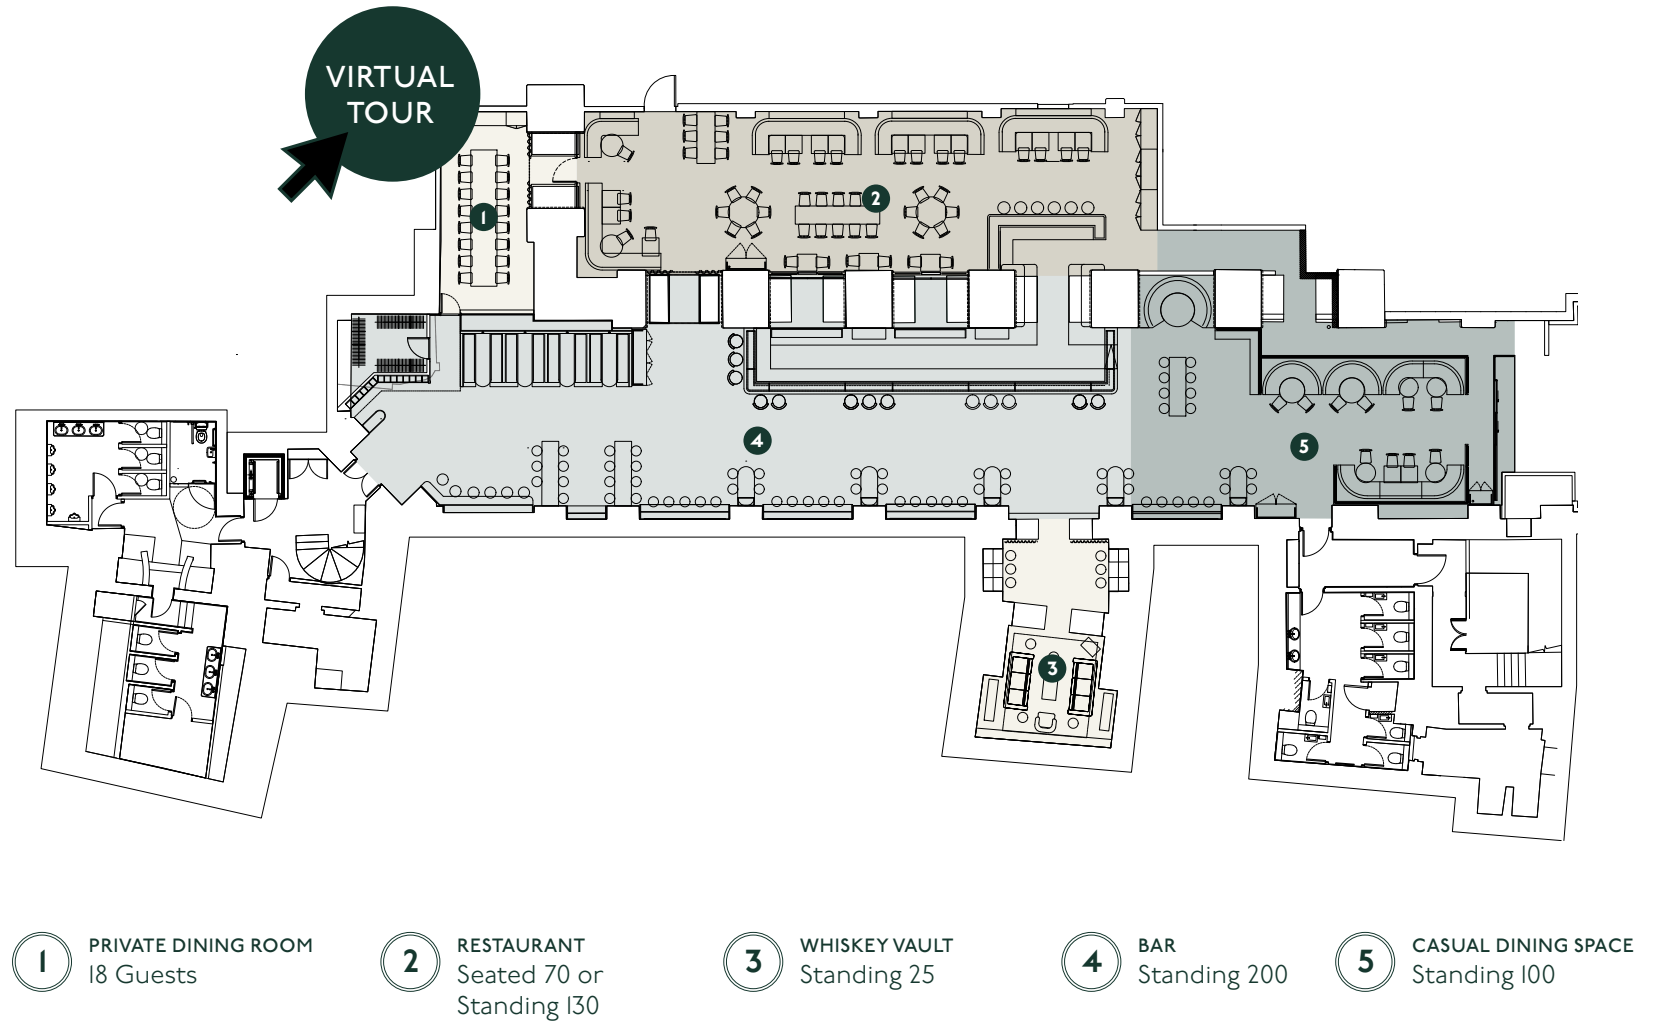 VIRTUAL
TOUR
1
2
3
4
5
1
PRIVATE DINING ROOM
18 Guests
2
RESTAURANT
Seated 70 or
Standing 130
3
WHISKEY VAULT
Standing 25
4
BAR
Standing 200
5
CASUAL DINING SPACE
Standing 100